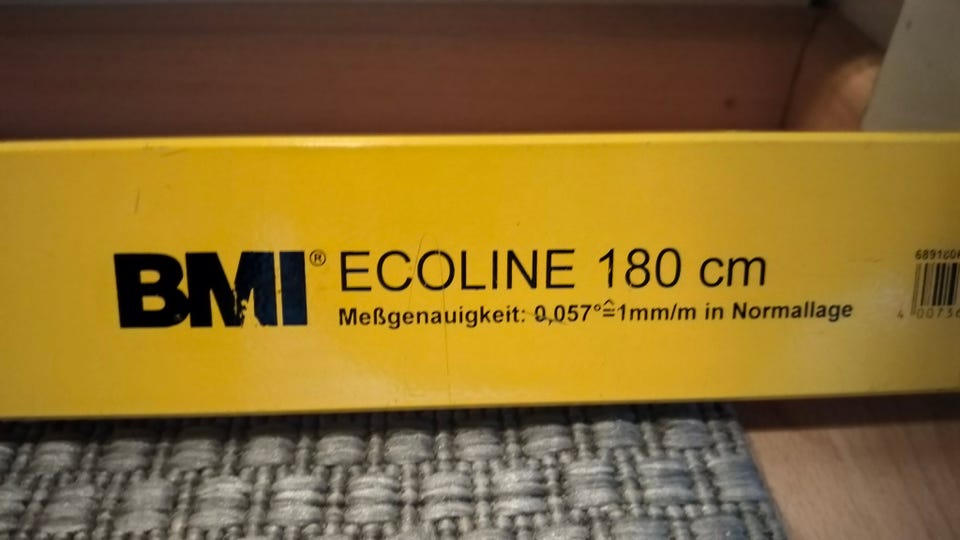 BMI® ECOLINE 180 cm
Meßgenauigkeit: 0,057°≙1mm/m in Normallage